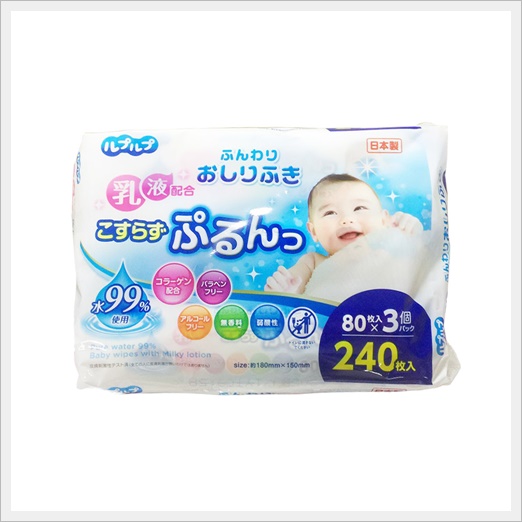 ルプルプ
日本製
ふんわり
おしりふき
乳液配合
こすらず ぷるんっ
水99%使用
コラーゲン配合
パラベンフリー
アルコールフリー
無香料
弱酸性
80枚入×3個パック
240枚入
Pure water 99%
Baby wipes with Milky lotion
size:約180mm×150mm